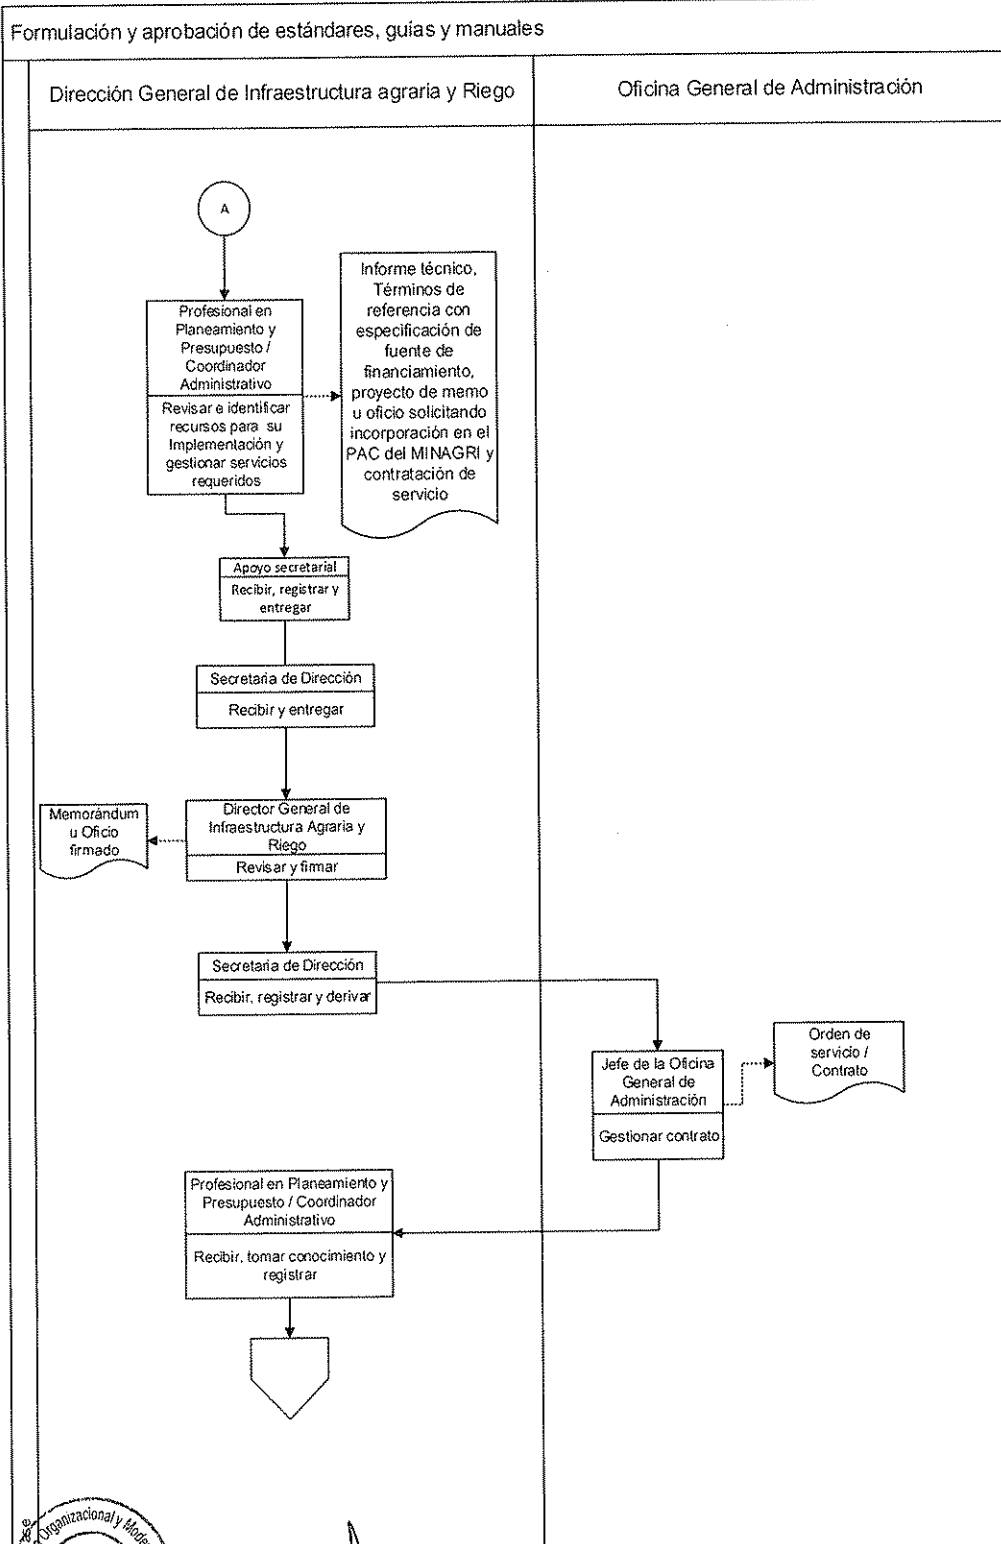 Formulación y aprobación de estándares, guías y manuales
Dirección General de Infraestructura agraria y Riego
Oficina General de Administración
A
Profesional en
Planeamiento y
Presupuesto /
Coordinador
Administrativo
Revisar e identificar
recursos para su
Implementación y
gestionar servicios
requeridos
Informe técnico,
Términos de
referencia con
especificación de
fuente de
financiamiento,
proyecto de memo
u oficio solicitando
incorporación en el
PAC del MINAGRI y
contratación de
servicio
Apoyo secretarial
Recibir, registrar y
entregar
Secretaria de Dirección
Recibir y entregar
Memorándum
u Oficio
firmado
Director General de
Infraestructura Agraria y
Riego
Revisar y firmar
Secretaria de Dirección
Recibir, registrar y derivar
Jefe de la Oficina
General de
Administración
Gestionar contrato
Orden de
servicio /
Contrato
Profesional en Planeamiento y
Presupuesto / Coordinador
Administrativo
Recibir, tomar conocimiento y
registrar
Organizacional y